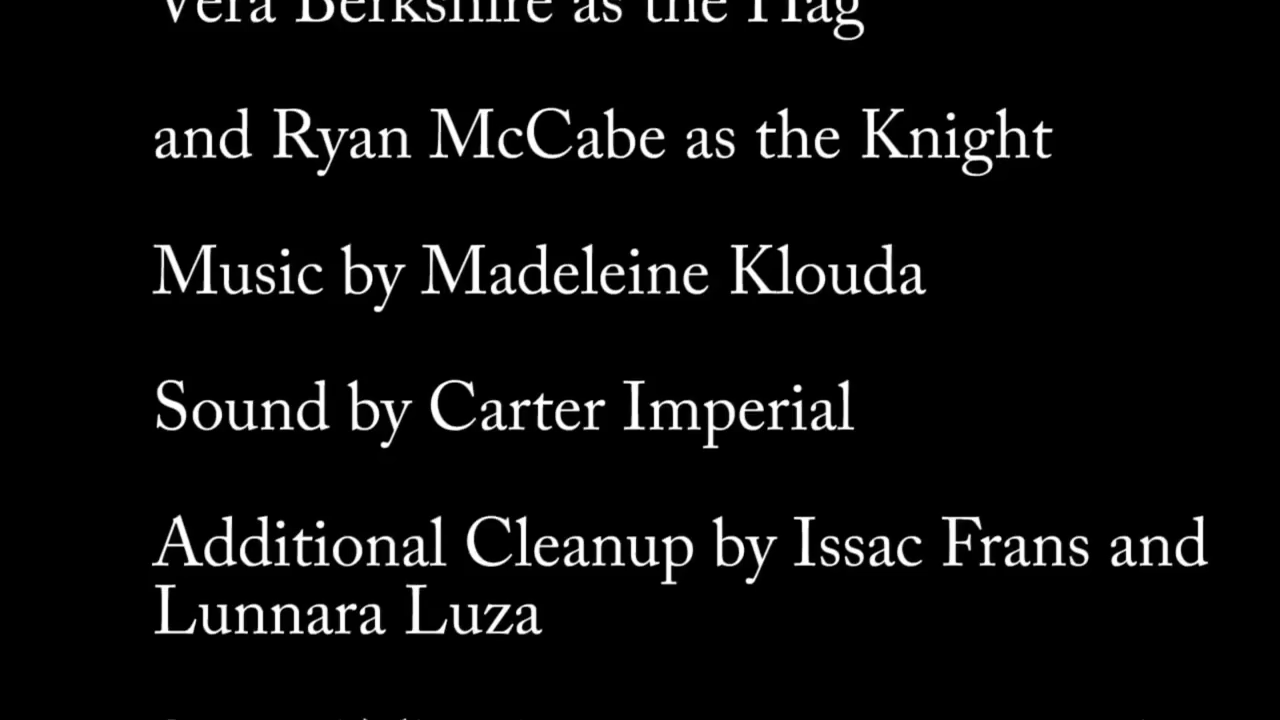 Vera Berkshire as the Hag
and Ryan McCabe as the Knight
Music by Madeleine Klouda
Sound by Carter Imperial
Additional Cleanup by Issac Frans and
Lunnara Luza